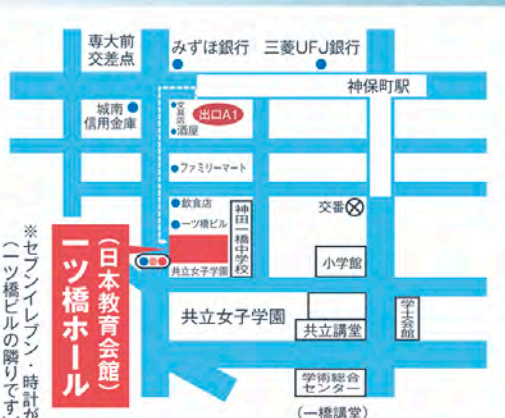 専大前
交差点
みずほ銀行
三菱UFJ銀行
神保町駅
城南
信用金庫
文具店
出口A1
酒屋
ファミリーマート
飲食店
一ツ橋ビル
神田一橋中学校
交番
共立女子学園
小学館
(日本教育会館)
一ツ橋ホール
※セブンイレブン・時計が
(一ツ橋ビルの隣りです
共立女子学園
共立講堂
学士会館
学術総合
センター
(一橋講堂)